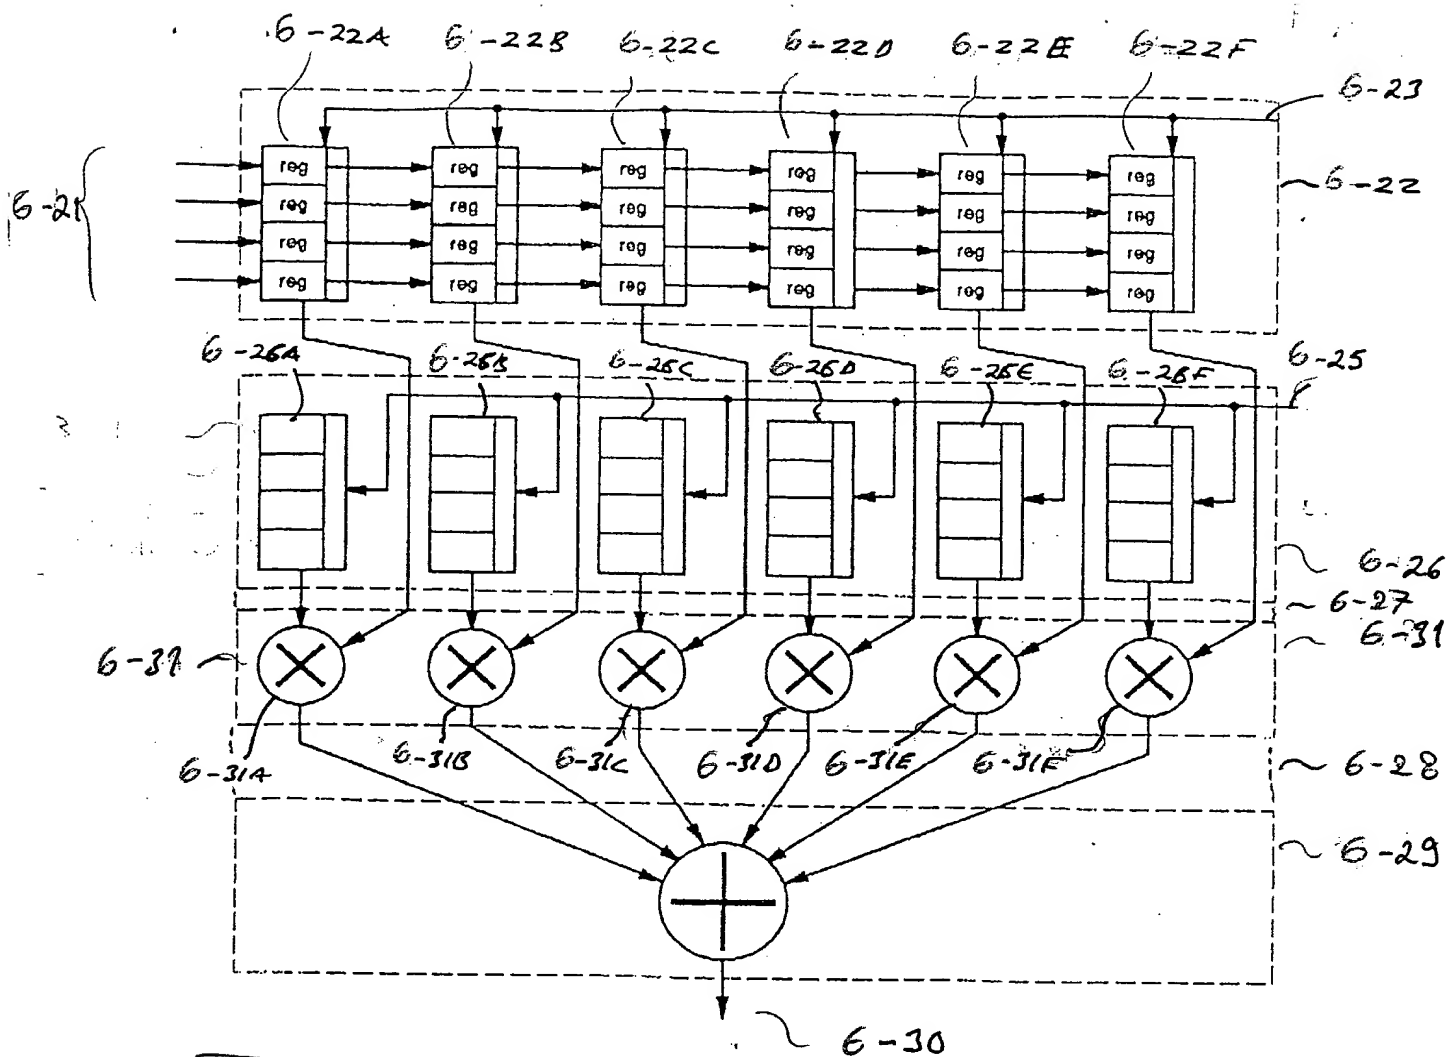 6-22A 6-22B 6-22C 6-22D 6-22E 6-22F
6-23
reg reg reg reg reg reg
6-22
6-21
reg reg reg reg reg reg
reg reg reg reg reg reg
reg reg reg reg reg reg
6-26A 6-26B 6-26C 6-26D 6-26E 6-26F
6-25
6-26
6-27
6-31
6-31
6-31A 6-31B 6-31C 6-31D 6-31E 6-31F
6-28
6-29
6-30